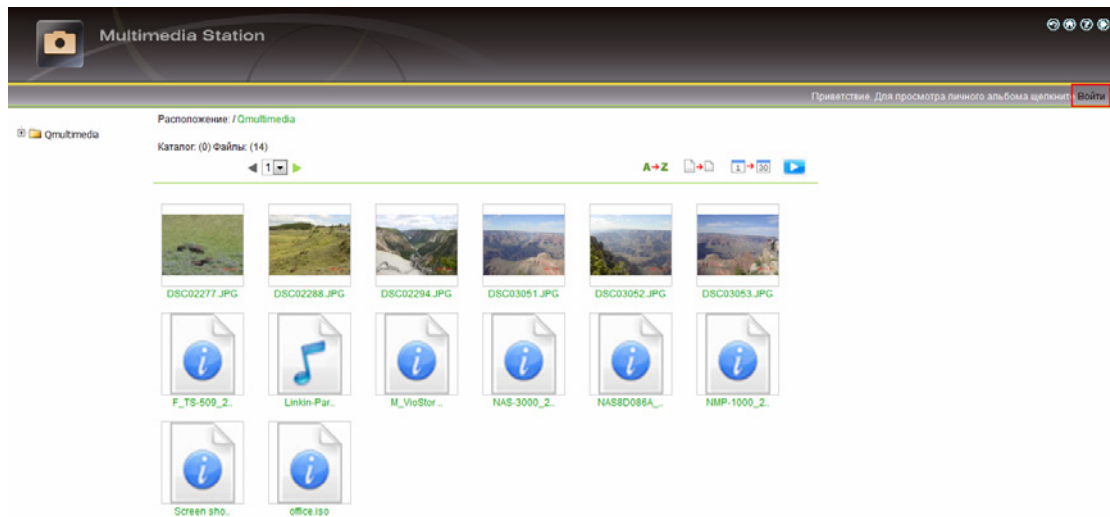 Multimedia Station
Приветствие. Для просмотра личного альбома щелкните Войти
Qmultimedia
Расположение: / Qmultimedia
Каталог: (0) Файлы: (14)
1
A→Z
1→30
DSC02277.JPG
DSC02288.JPG
DSC02294.JPG
DSC03051.JPG
DSC03052.JPG
DSC03053.JPG
F_TS-509_2..
Linkin-Par..
M_VioStor ..
NAS-3000_2..
NAS8D086A_..
NMP-1000_2..
Screen sho..
office.iso